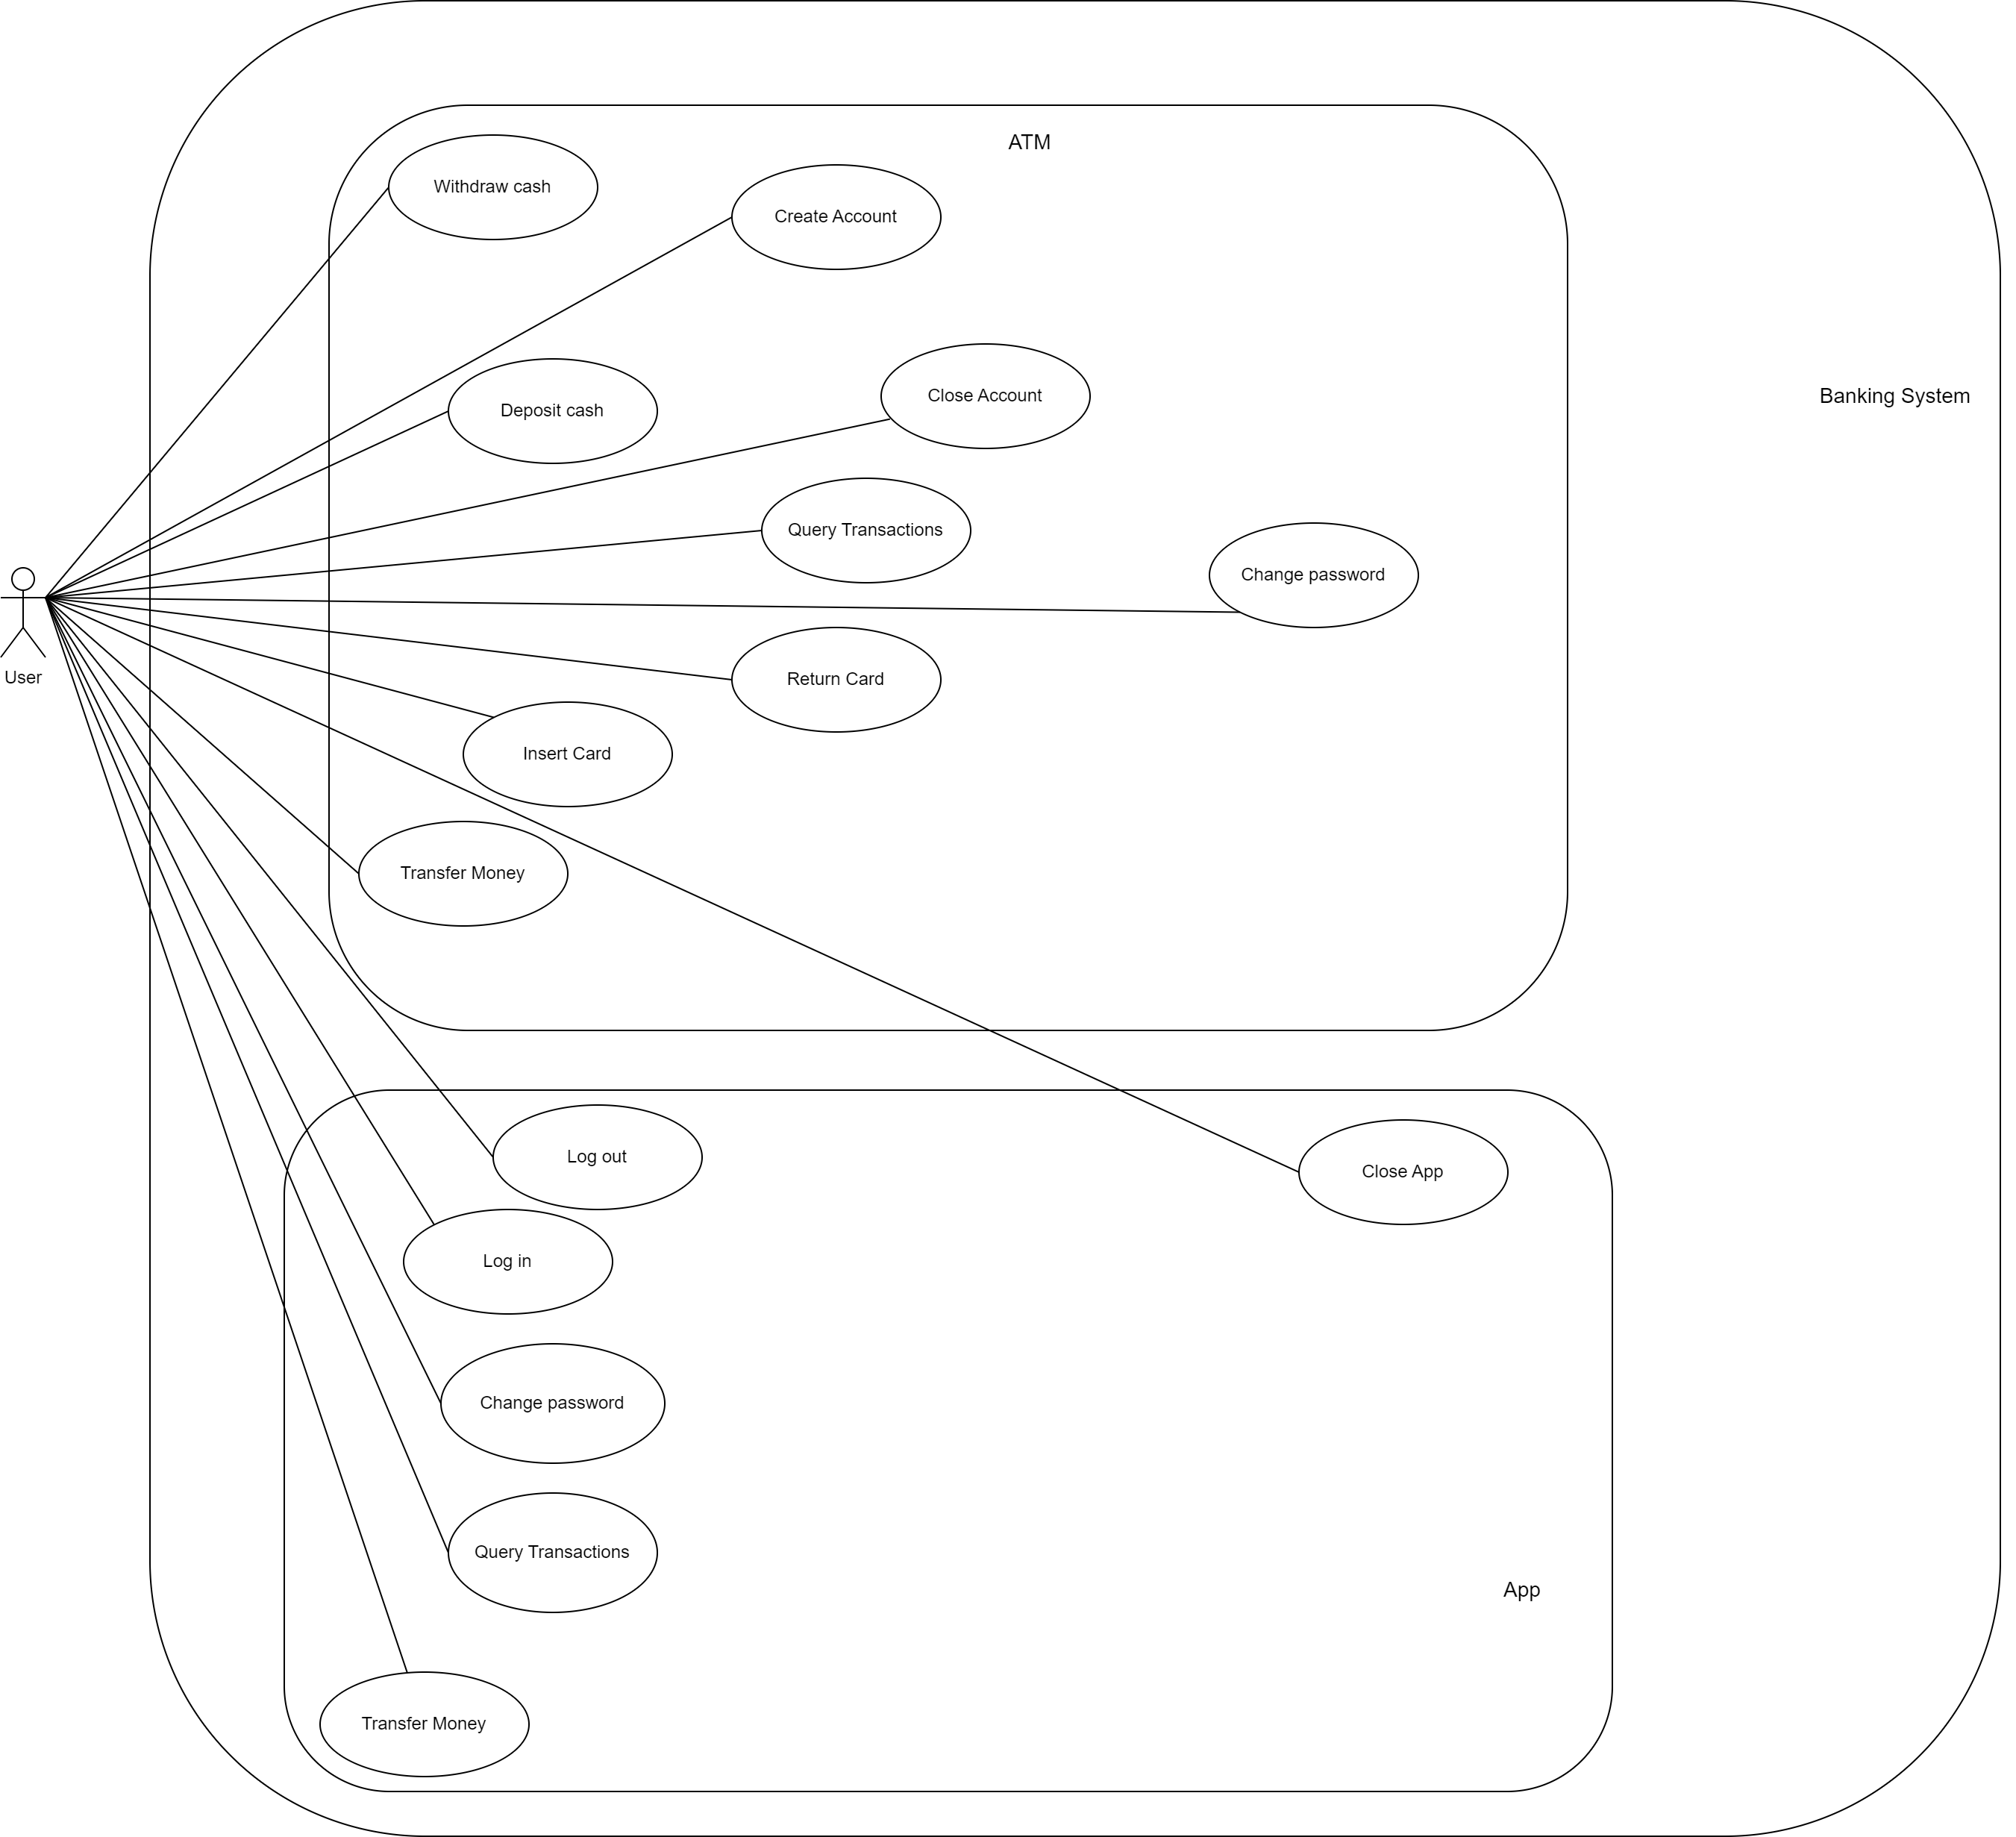 ATM
Withdraw cash
Create Account
Deposit cash
Close Account
Banking System
Query Transactions
Change password
User
Return Card
Insert Card
Transfer Money
Log out
Close App
Log in
Change password
Query Transactions
App
Transfer Money